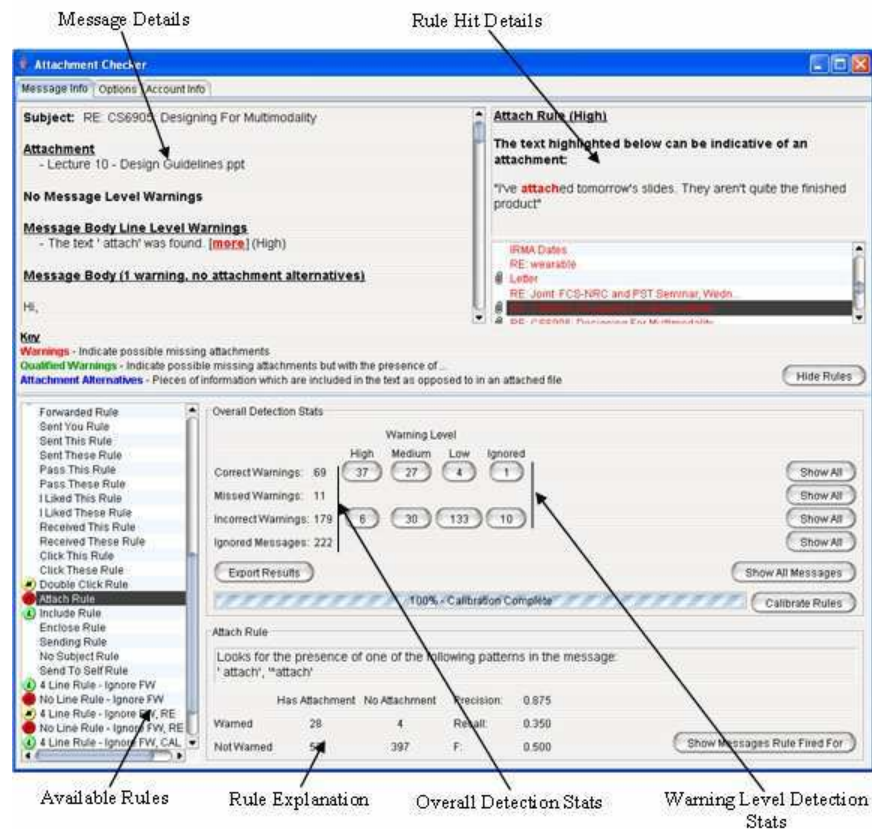 Message Details
Rule Hit Details
Attachment Checker
Message Info Options Account Info
Subject: RE: CS6905: Designing For Multimodality
Attachment
- Lecture 10 - Design Guidelines ppt
No Message Level Warnings
Message Body Line Level Warnings
- The text ' attach' was found. [more] (High)
Message Body (1 warning, no attachment alternatives)
Hi,
Attach Rule (High)
The text highlighted below can be indicative of an
attachment:
"I've attached tomorrow's slides. They aren't quite the finished
product"
IRMA Dates
RE: wearable
Letter
RE: Joint FCS-NRC and PST Seminar, Wedn...
RE: CS6905: Designing For Multimodality
Key
Warnings - Indicate possible missing attachments
Qualified Warnings - Indicate possible missing attachments but with the presence of ...
Attachment Alternatives - Pieces of information which are included in the text as opposed to in an attached file
Hide Rules
Forwarded Rule
Sent You Rule
Sent This Rule
Sent These Rule
Pass This Rule
Pass These Rule
I Liked This Rule
I Liked These Rule
Received This Rule
Received These Rule
Click This Rule
Click These Rule
Double Click Rule
Attach Rule
Include Rule
Enclose Rule
Sending Rule
No Subject Rule
Send To Self Rule
4 Line Rule - Ignore FW
No Line Rule - Ignore FW
4 Line Rule - Ignore FW, RE
No Line Rule - Ignore FW, RE
4 Line Rule - Ignore FW, CAL
Overall Detection Stats
Warning Level
High Medium Low Ignored
Correct Warnings: 69 37 27 4 1 Show All
Missed Warnings: 11 Show All
Incorrect Warnings: 179 6 30 133 10 Show All
Ignored Messages: 222 Show All
Export Results Show All Messages
100% - Calibration Complete Calibrate Rules
Attach Rule
Looks for the presence of one of the following patterns in the message:
' attach', '"attach'
Has Attachment No Attachment Precision: 0.875
Warned 28 4 Recall: 0.350
Not Warned 397 F: 0.500
Show Messages Rule Fired For
Available Rules
Rule Explanation
Overall Detection Stats
Warning Level Detection
Stats